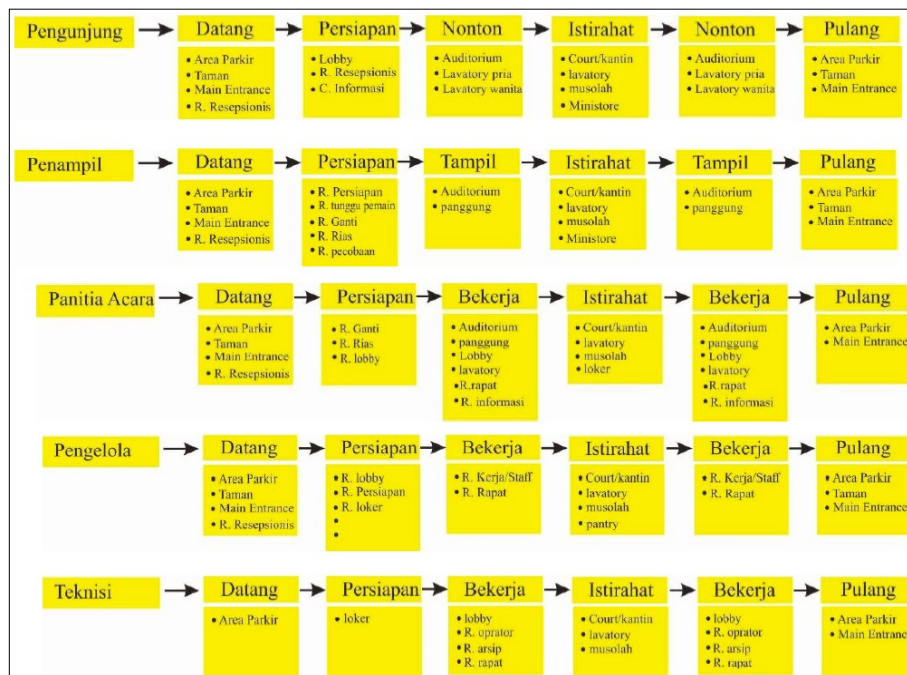 Pengunjung
Datang
• Area Parkir
• Taman
• Main Entrance
• R. Resepsionis
Persiapan
• Lobby
• R. Resepsionis
• C. Informasi
Nonton
• Auditorium
• Lavatory pria
• Lavatory wanita
Istirahat
• Court/kantin
• lavatory
• musolah
• Ministore
Nonton
• Auditorium
• Lavatory pria
• Lavatory wanita
Pulang
• Area Parkir
• Taman
• Main Entrance
Penampil
Datang
• Area Parkir
• Taman
• Main Entrance
• R. Resepsionis
Persiapan
• R. Persiapan
• R. tunggu pemain
• R. Ganti
• R. Rias
• R. pecobaan
Tampil
• Auditorium
• panggung
Istirahat
• Court/kantin
• lavatory
• musolah
• Ministore
Tampil
• Auditorium
• panggung
Pulang
• Area Parkir
• Taman
• Main Entrance
Panitia Acara
Datang
• Area Parkir
• Taman
• Main Entrance
• R. Resepsionis
Persiapan
• R. Ganti
• R. Rias
• R. lobby
Bekerja
• Auditorium
• panggung
• Lobby
• lavatory
• R.rapat
• R. informasi
Istirahat
• Court/kantin
• lavatory
• musolah
• loker
Bekerja
• Auditorium
• panggung
• Lobby
• lavatory
• R.rapat
• R. informasi
Pulang
• Area Parkir
• Main Entrance
Pengelola
Datang
• Area Parkir
• Taman
• Main Entrance
• R. Resepsionis
Persiapan
• R. lobby
• R. Persiapan
• R. loker
•
•
Bekerja
• R. Kerja/Staff
• R. Rapat
Istirahat
• Court/kantin
• lavatory
• musolah
• pantry
Bekerja
• R. Kerja/Staff
• R. Rapat
Pulang
• Area Parkir
• Taman
• Main Entrance
Teknisi
Datang
• Area Parkir
Persiapan
• loker
Bekerja
• lobby
• R. oprator
• R. arsip
• R. rapat
Istirahat
• Court/kantin
• lavatory
• musolah
Bekerja
• lobby
• R. oprator
• R. arsip
• R. rapat
Pulang
• Area Parkir
• Main Entranc